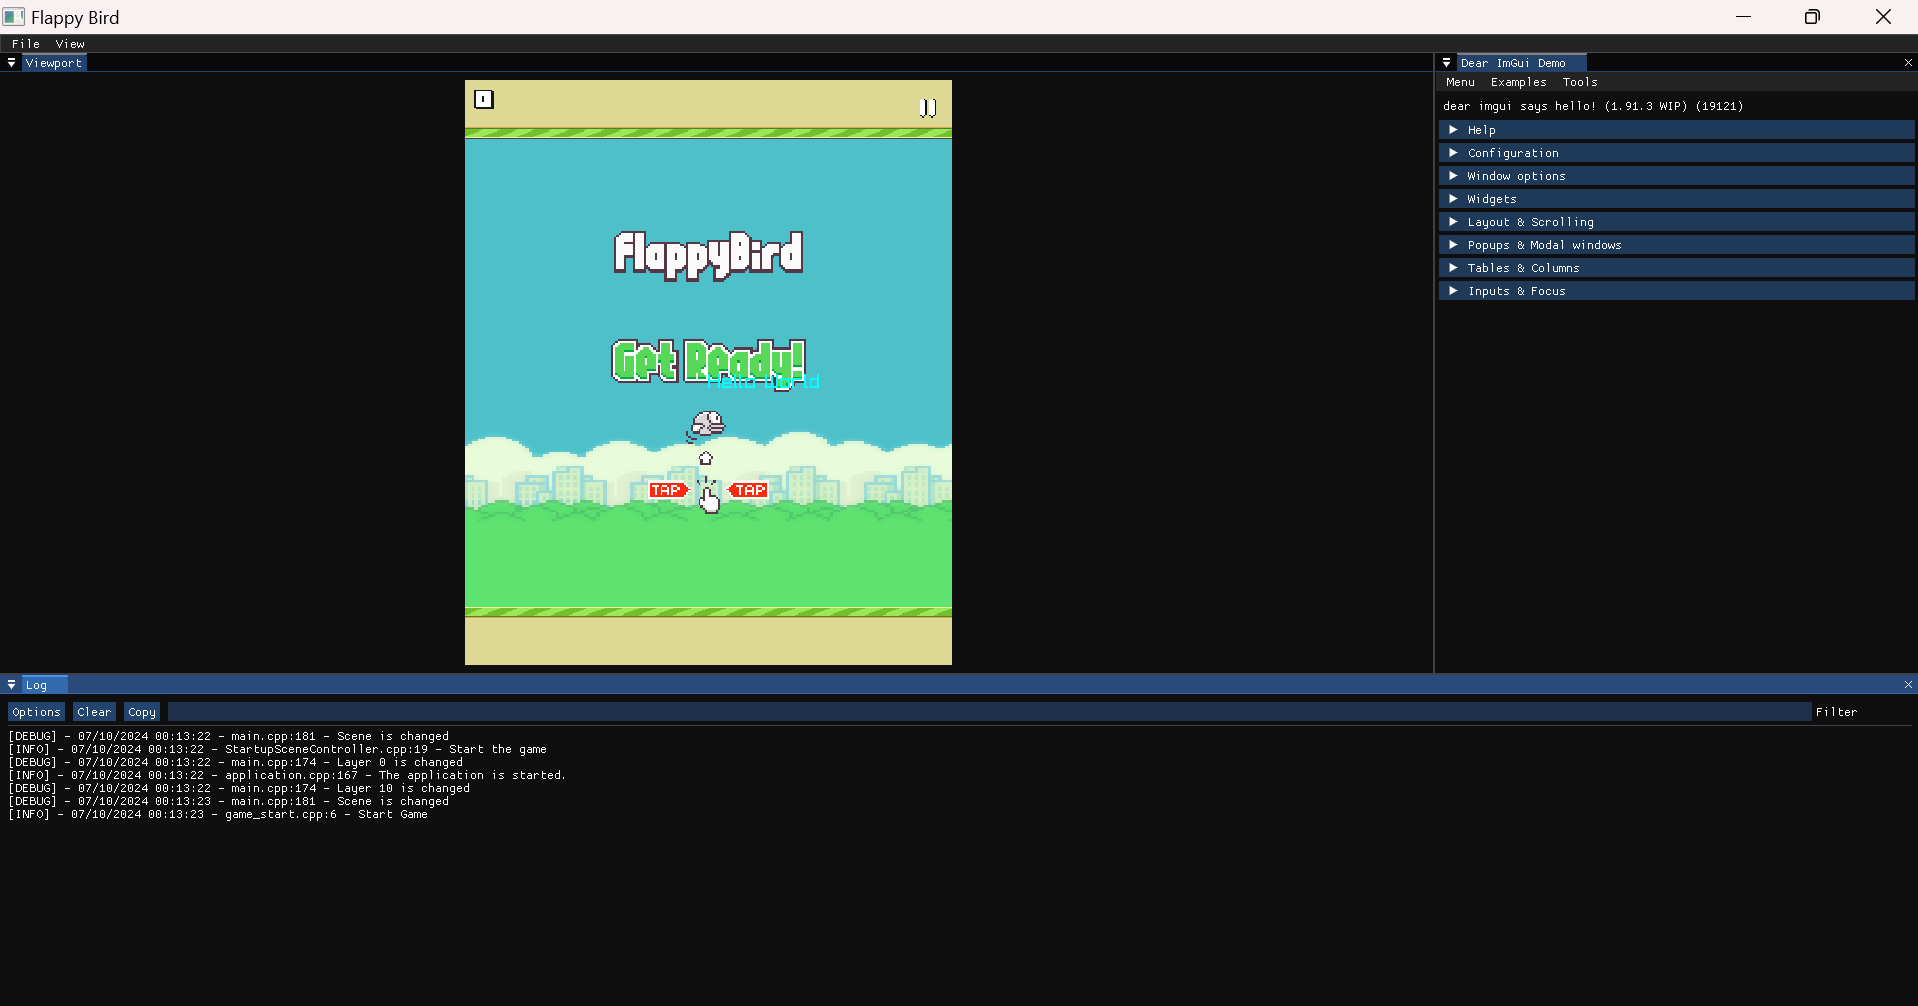 Flappy Bird
File View
Viewport
FlappyBird
Get Ready!
Hello World
TAP TAP
Dear ImGui Demo
Menu Examples Tools
dear imgui says hello! (1.91.3 WIP) (19121)
Help
Configuration
Window options
Widgets
Layout & Scrolling
Popups & Modal windows
Tables & Columns
Inputs & Focus
Log
Options Clear Copy Filter
[DEBUG] - 07/10/2024 00:13:22 - main.cpp:181 - Scene is changed
[INFO] - 07/10/2024 00:13:22 - StartupSceneController.cpp:19 - Start the game
[DEBUG] - 07/10/2024 00:13:22 - main.cpp:174 - Layer 0 is changed
[INFO] - 07/10/2024 00:13:22 - application.cpp:167 - The application is started.
[DEBUG] - 07/10/2024 00:13:22 - main.cpp:174 - Layer 10 is changed
[DEBUG] - 07/10/2024 00:13:23 - main.cpp:181 - Scene is changed
[INFO] - 07/10/2024 00:13:23 - game_start.cpp:6 - Start Game